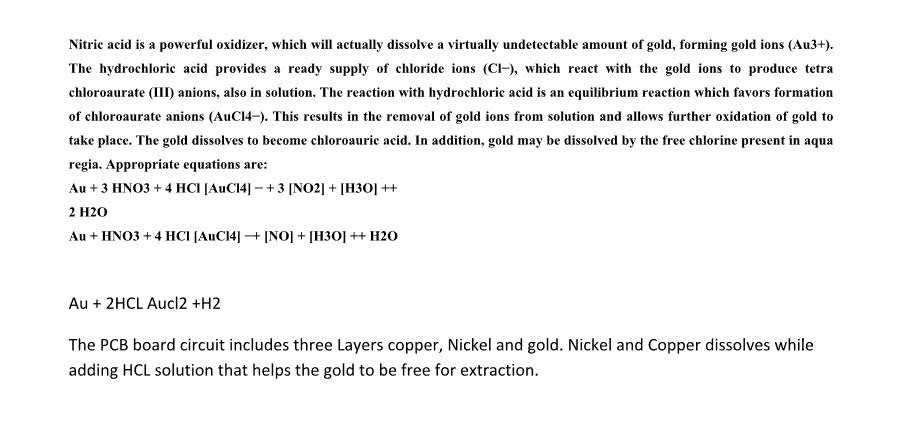 Nitric acid is a powerful oxidizer, which will actually dissolve a virtually undetectable amount of gold, forming gold ions (Au3+).
The hydrochloric acid provides a ready supply of chloride ions (Cl−), which react with the gold ions to produce tetra
chloroaurate (III) anions, also in solution. The reaction with hydrochloric acid is an equilibrium reaction which favors formation
of chloroaurate anions (AuCl4−). This results in the removal of gold ions from solution and allows further oxidation of gold to
take place. The gold dissolves to become chloroauric acid. In addition, gold may be dissolved by the free chlorine present in aqua
regia. Appropriate equations are:
Au + 3 HNO3 + 4 HCl [AuCl4] − + 3 [NO2] + [H3O] ++
2 H2O
Au + HNO3 + 4 HCl [AuCl4] −+ [NO] + [H3O] ++ H2O
Au + 2HCL Aucl2 +H2
The PCB board circuit includes three Layers copper, Nickel and gold. Nickel and Copper dissolves while
adding HCL solution that helps the gold to be free for extraction.